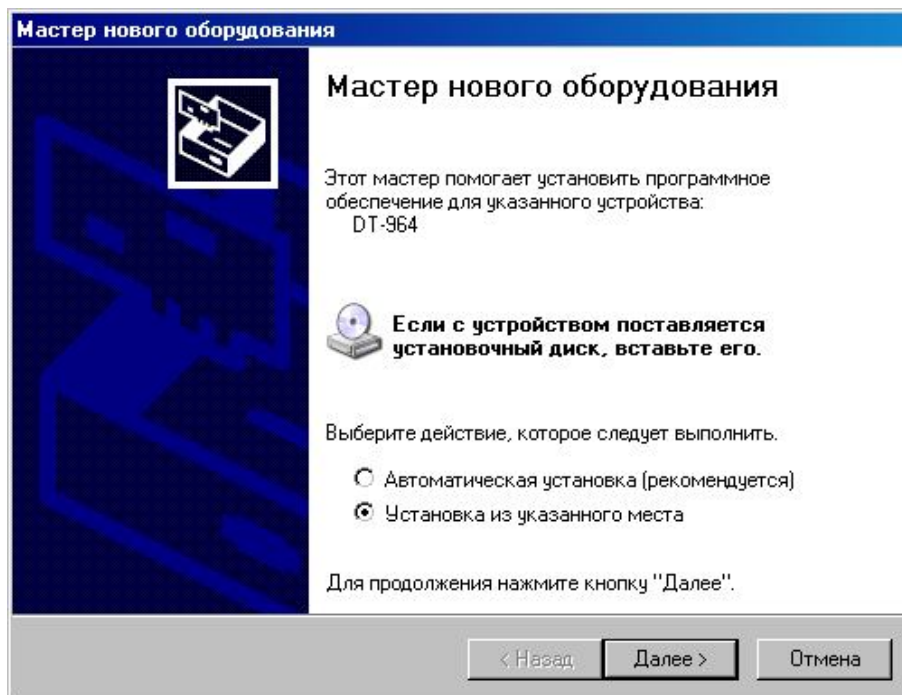 Мастер нового оборудования
Мастер нового оборудования
Этот мастер помогает установить программное
обеспечение для указанного устройства:
DT-964
Если с устройством поставляется
установочный диск, вставьте его.
Выберите действие, которое следует выполнить.
Автоматическая установка (рекомендуется)
Установка из указанного места
Для продолжения нажмите кнопку "Далее".
< Назад
Далее >
Отмена